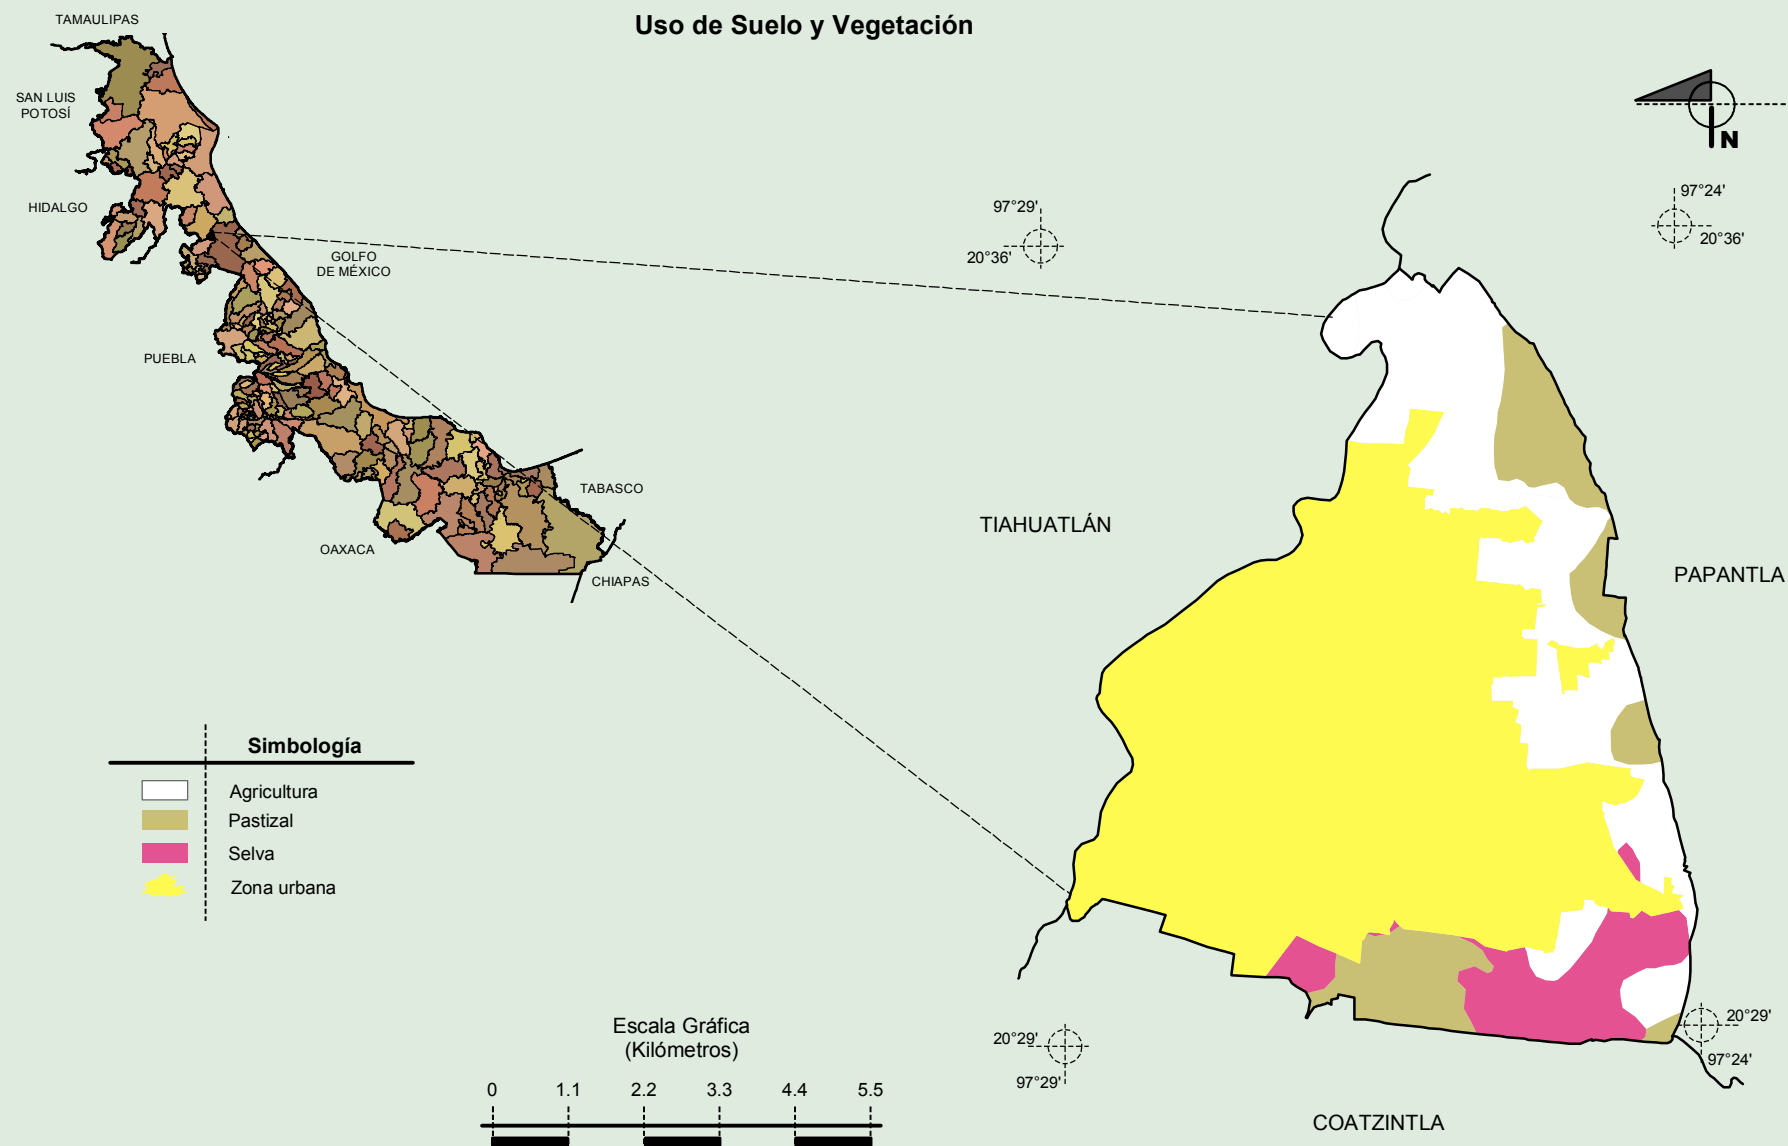 Uso de Suelo y Vegetación
TAMAULIPAS
SAN LUIS
POTOSÍ
HIDALGO
GOLFO
DE MÉXICO
PUEBLA
OAXACA
TABASCO
CHIAPAS
N
97°29'
20°36'
97°24'
20°36'
TIAHUATLÁN
PAPANTLA
Simbología
Agricultura
Pastizal
Selva
Zona urbana
Escala Gráfica
(Kilómetros)
0 1.1 2.2 3.3 4.4 5.5
20°29'
97°29'
20°29'
97°24'
COATZINTLA